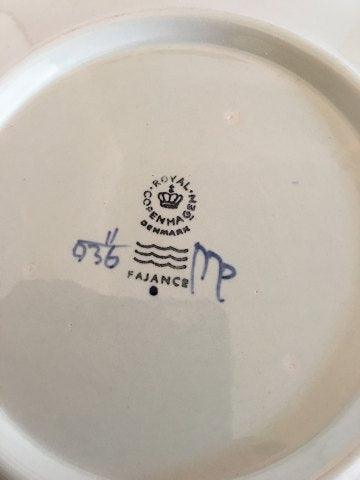 ROYAL
COPENHAGEN
DENMARK
11
936
FAJANCE